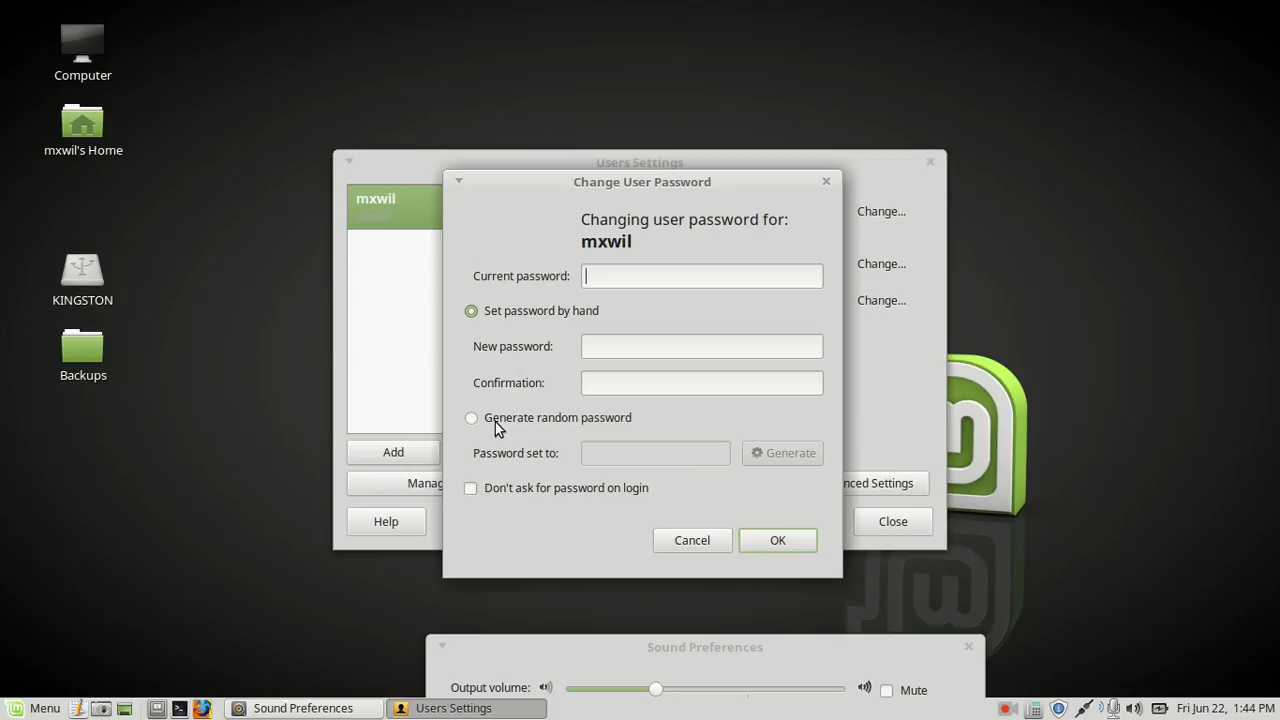 Computer
mxwil's Home
KINGSTON
Backups
Users Settings
mxwil
mxwil
Change...
Change...
Change...
Add
Manag
nced Settings
Help
Close
Change User Password
Changing user password for:
mxwil
Current password:
Set password by hand
New password:
Confirmation:
Generate random password
Password set to:
Generate
Don't ask for password on login
Cancel
OK
Sound Preferences
Output volume:
Mute
Menu
Sound Preferences
Users Settings
Fri Jun 22, 1:44 PM